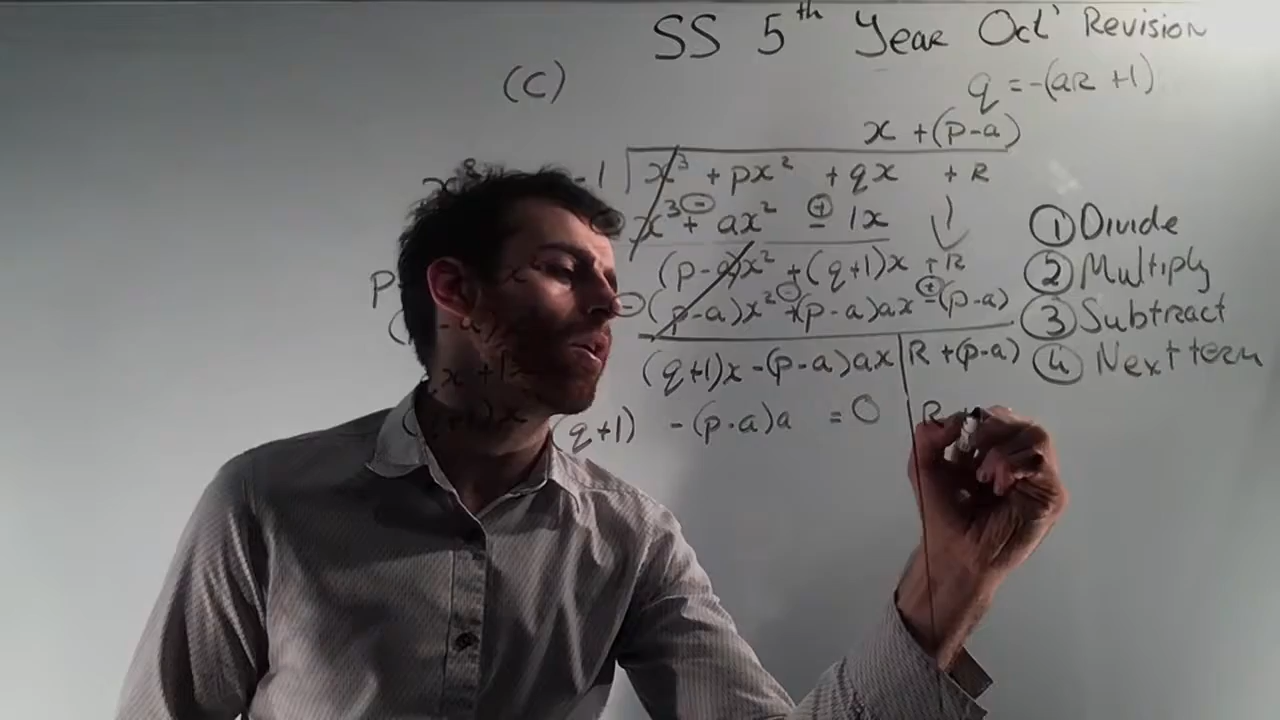 SS 5th Year Oct' Revision
(C)
q = -(aR + 1)
x + (p-a)
-1 | x³ + px² + qx + R
x³ + ax² - 1x
(p-a)x² + (q+1)x + R
(p-a)x² + (p-a)ax - (p-a)
(q+1)x - (p-a)ax | R + (p-a)
(q+1) - (p-a)a = 0
R +
① Divide
② Multiply
③ Subtract
④ Next term